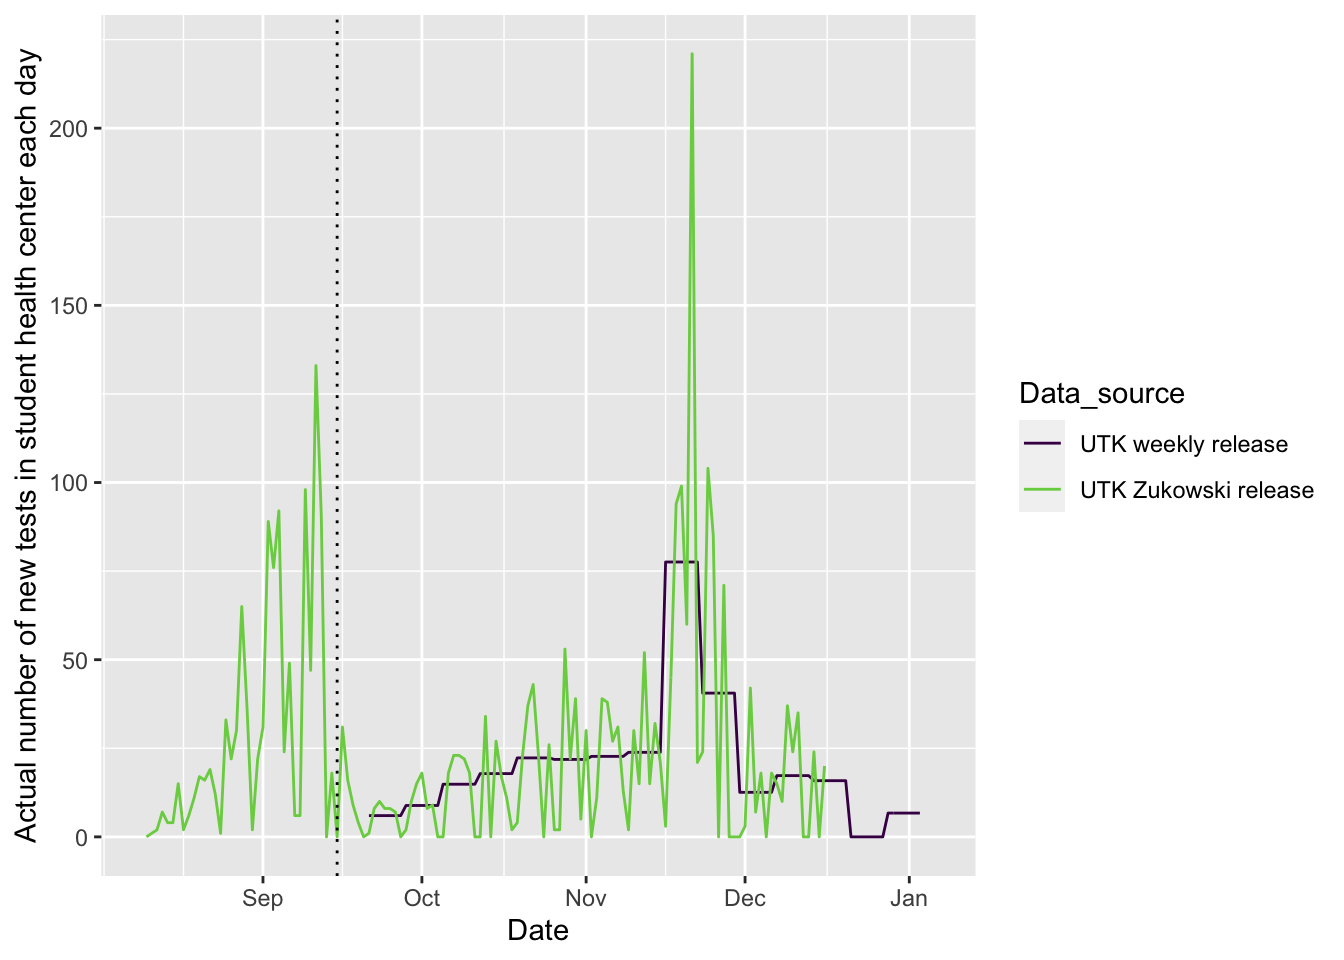 Actual number of new tests in student health center each day
200
150
100
50
0
Sep Oct Nov Dec Jan
Date
Data_source
UTK weekly release
UTK Zukowski release